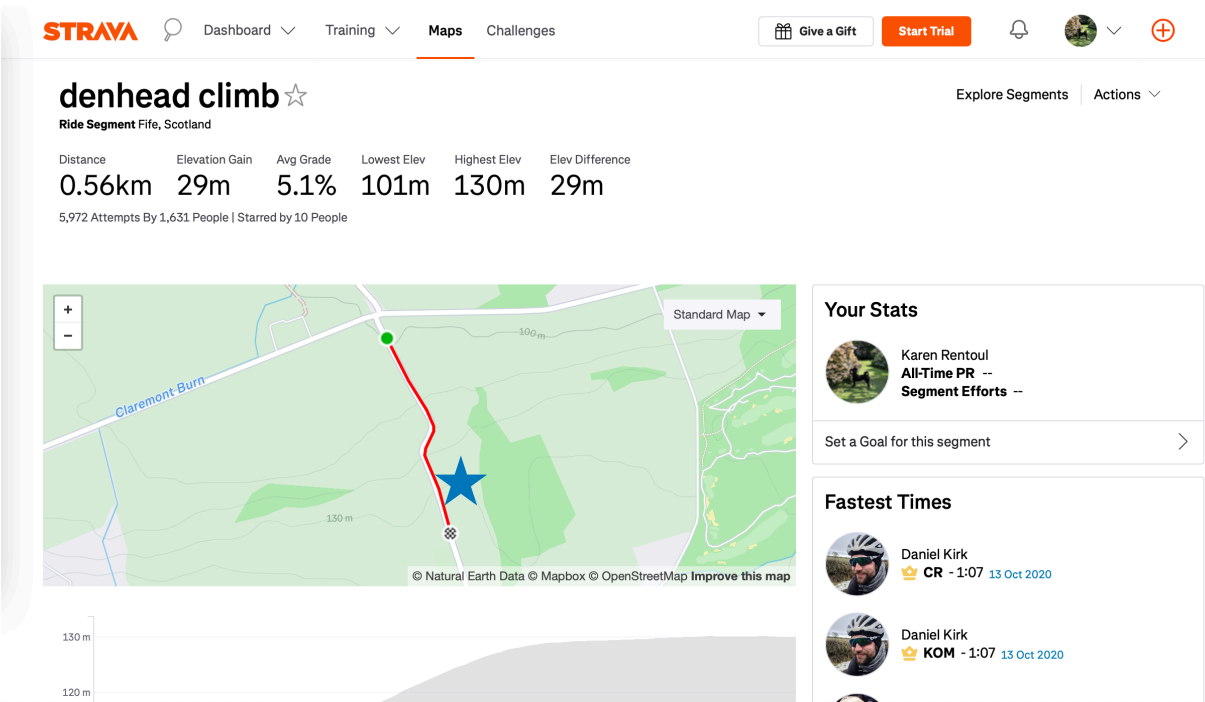 STRAVA Dashboard Training Maps Challenges Give a Gift Start Trial
denhead climb
Explore Segments Actions
Ride Segment Fife, Scotland
Distance Elevation Gain Avg Grade Lowest Elev Highest Elev Elev Difference
0.56km 29m 5.1% 101m 130m 29m
5,972 Attempts By 1,631 People | Starred by 10 People
+
−
Standard Map
100 m
Claremont Burn
130 m
© Natural Earth Data © Mapbox © OpenStreetMap Improve this map
130 m
120 m
Your Stats
Karen Rentoul
All-Time PR --
Segment Efforts --
Set a Goal for this segment
Fastest Times
Daniel Kirk
CR - 1:07 13 Oct 2020
Daniel Kirk
KOM - 1:07 13 Oct 2020